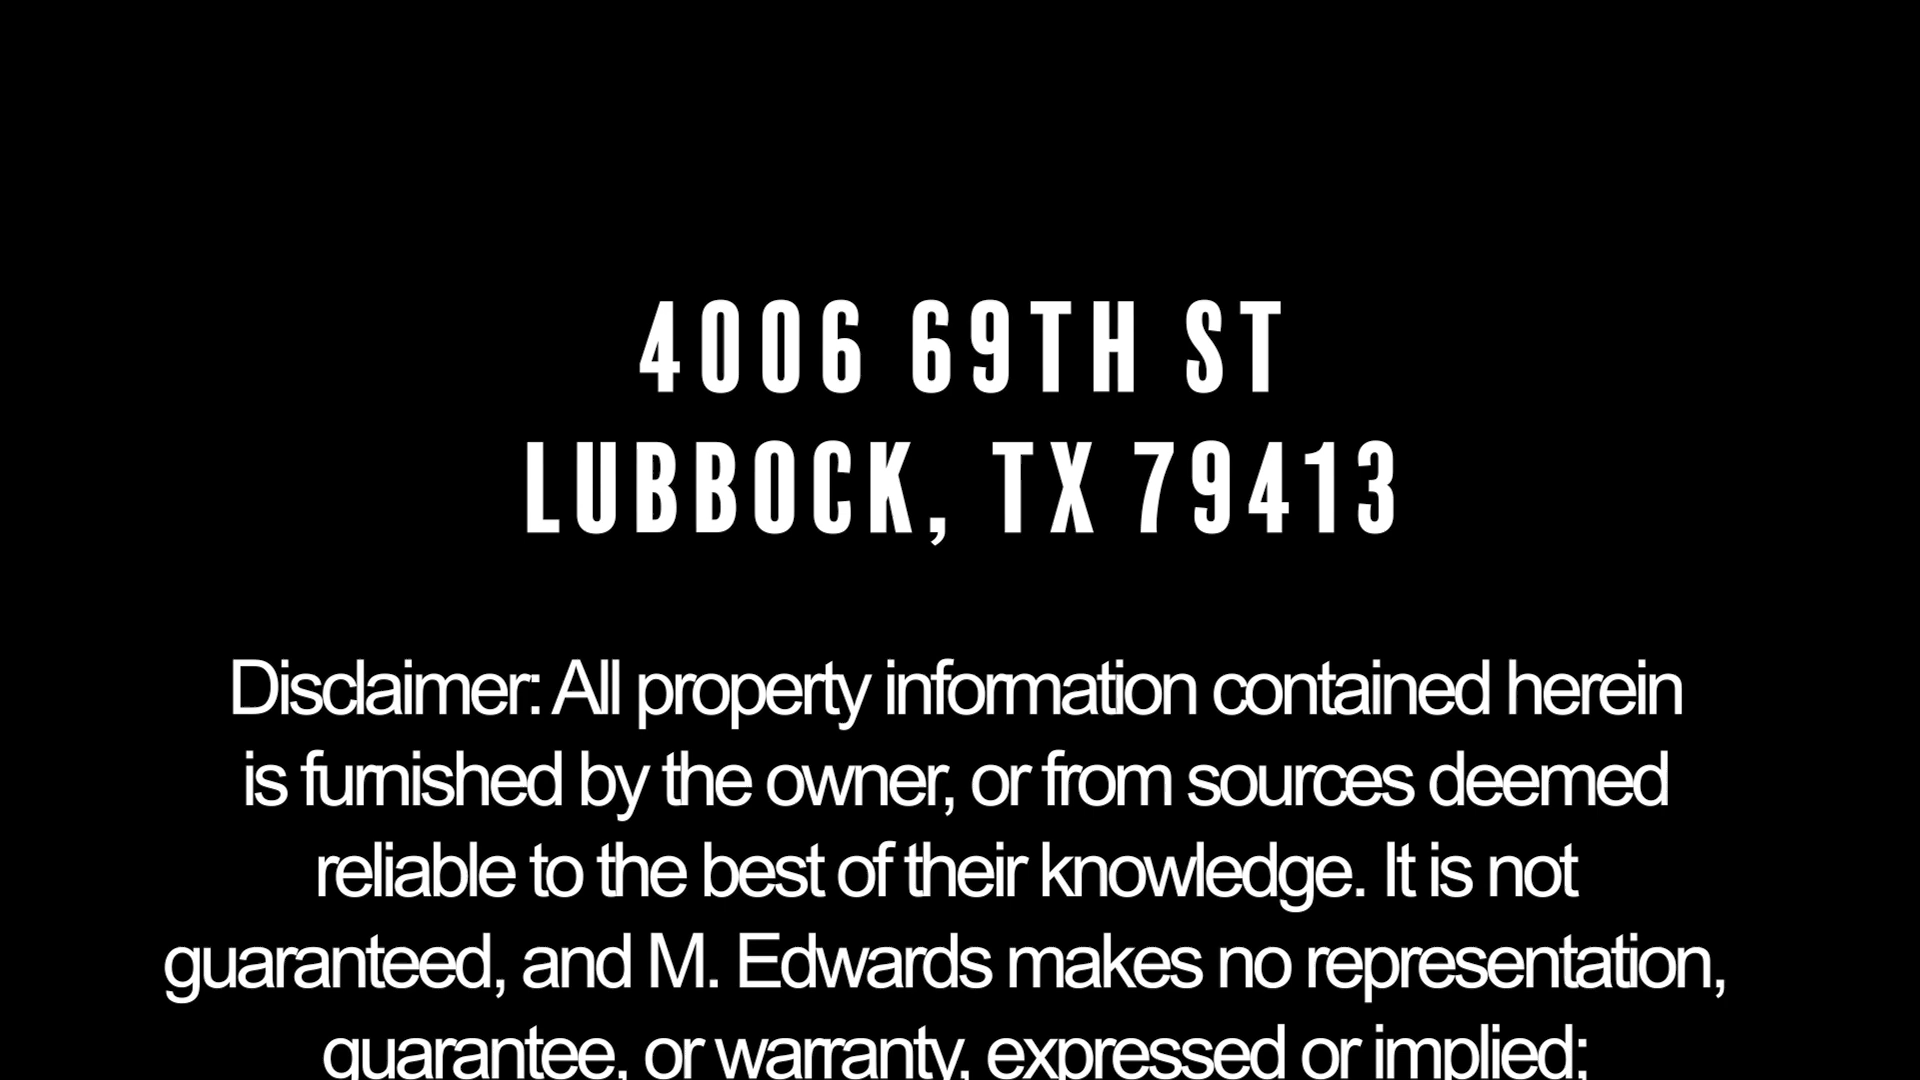 4006 69TH ST
LUBBOCK, TX 79413
Disclaimer: All property information contained herein
is furnished by the owner, or from sources deemed
reliable to the best of their knowledge. It is not
guaranteed, and M. Edwards makes no representation,
guarantee, or warranty, expressed or implied;